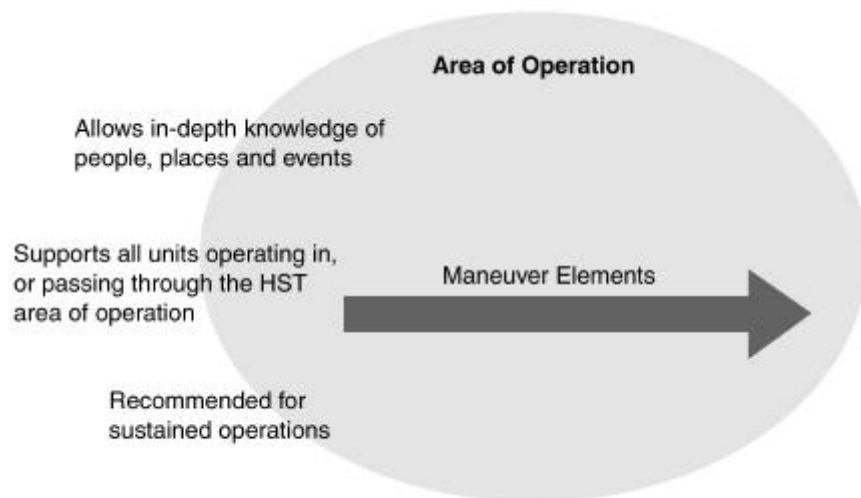 Area of Operation
Allows in-depth knowledge of
people, places and events
Supports all units operating in,
or passing through the HST
area of operation
Maneuver Elements
Recommended for
sustained operations